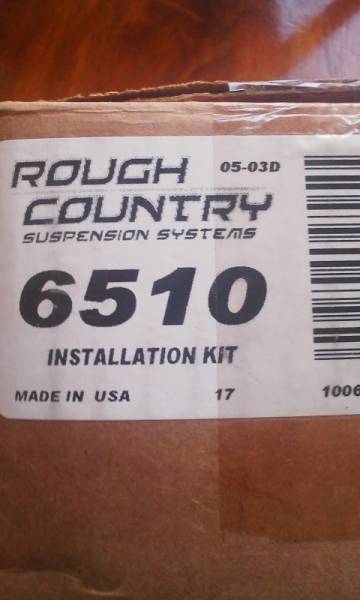 ROUGH 05-03D
COUNTRY
SUSPENSION SYSTEMS
6510
INSTALLATION KIT
MADE IN USA 17 1006